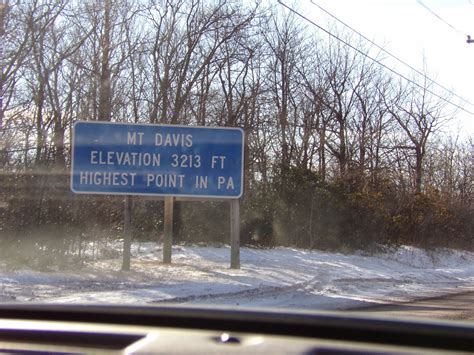 MT DAVIS
ELEVATION 3213 FT
HIGHEST POINT IN PA